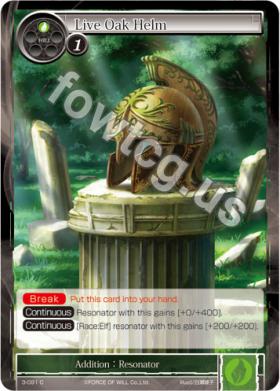 Live Oak Helm
WILL
1
fowtcg.us
Break Put this card into your hand.
Continuous Resonator with this gains [+0/+400].
Continuous [Race:Elf] resonator with this gains [+200/+200].
Addition : Resonator
3-091 C ©FORCE OF WILL Co.,Ltd.